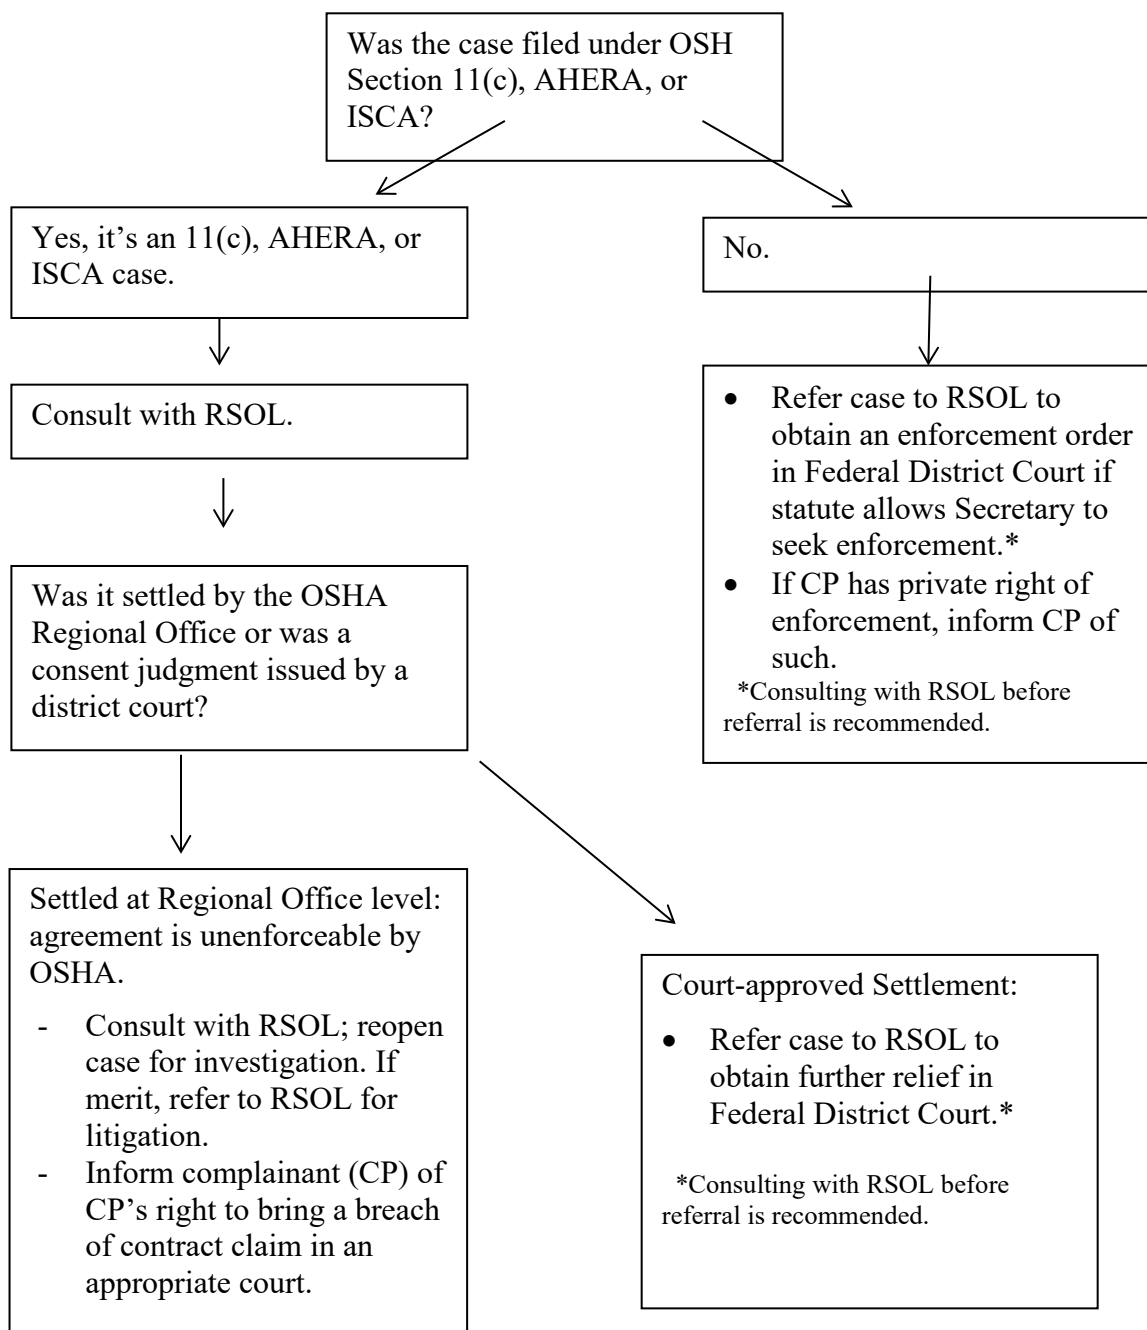 Was the case filed under OSH
Section 11(c), AHERA, or
ISCA?
Yes, it’s an 11(c), AHERA, or
ISCA case.
No.
Consult with RSOL.
• Refer case to RSOL to
obtain an enforcement order
in Federal District Court if
statute allows Secretary to
seek enforcement.*
• If CP has private right of
enforcement, inform CP of
such.
*Consulting with RSOL before
referral is recommended.
Was it settled by the OSHA
Regional Office or was a
consent judgment issued by a
district court?
Settled at Regional Office level:
agreement is unenforceable by
OSHA.
- Consult with RSOL; reopen
case for investigation. If
merit, refer to RSOL for
litigation.
- Inform complainant (CP) of
CP’s right to bring a breach
of contract claim in an
appropriate court.
Court-approved Settlement:
• Refer case to RSOL to
obtain further relief in
Federal District Court.*
*Consulting with RSOL before
referral is recommended.